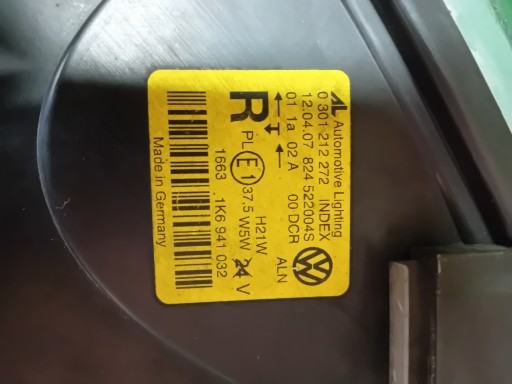 AL Automotive Lighting
0 301 212 272 INDEX
12.04.07 824 522004S
01 1a 02 A 00 DCR
ALN
R
PL E1 37.5 W5W 24 V
H21W
1663 .1K6 941 032
Made in Germany